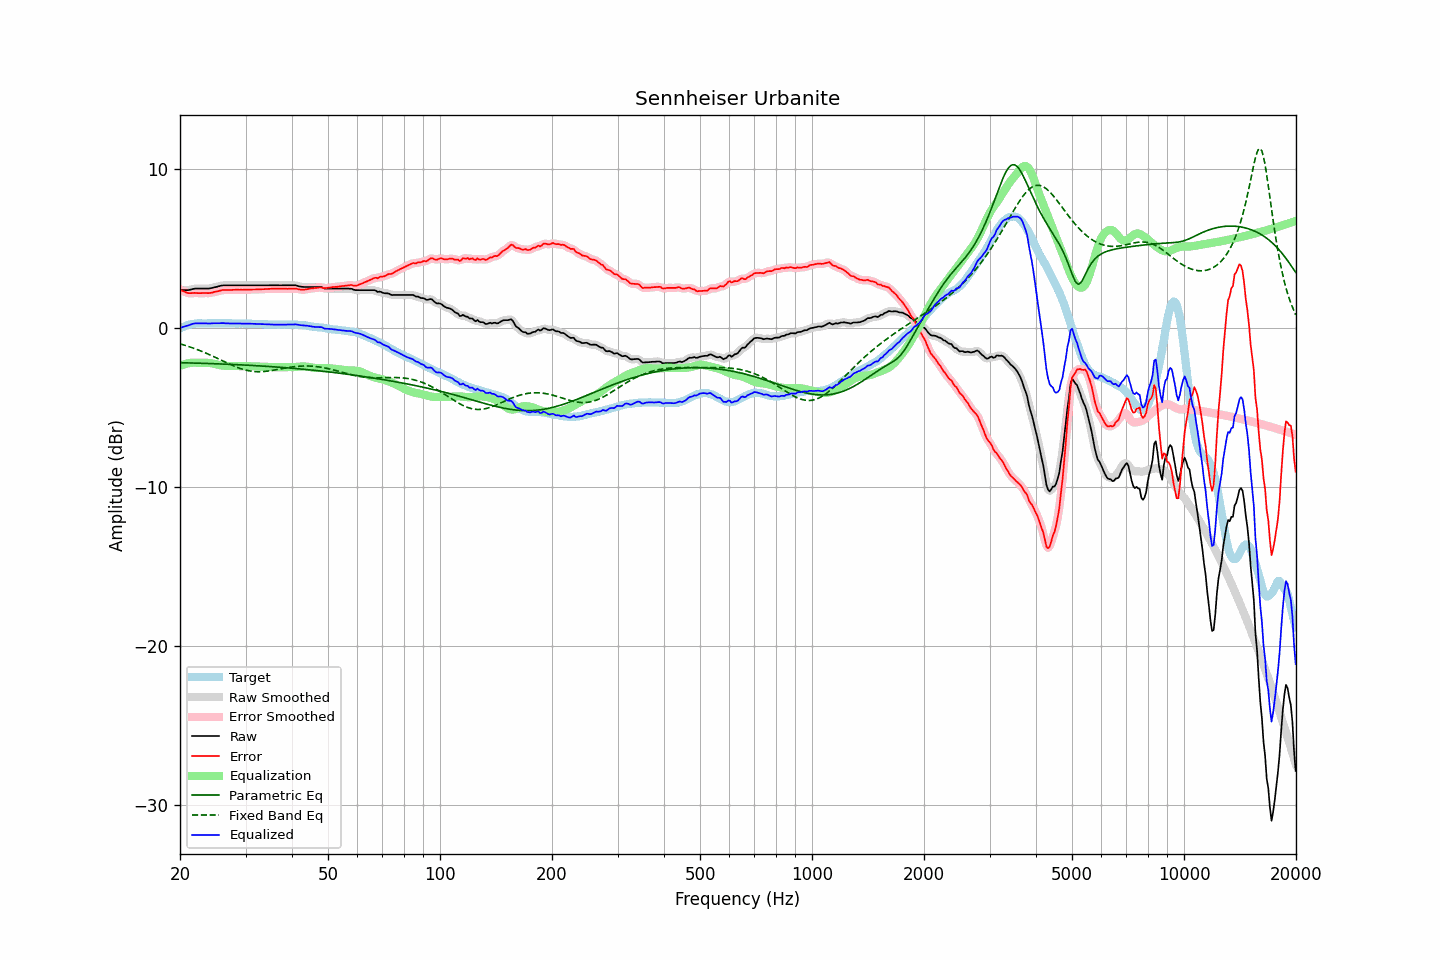 Sennheiser Urbanite
10
0
−10
−20
−30
Amplitude (dBr)
Target
Raw Smoothed
Error Smoothed
Raw
Error
Equalization
Parametric Eq
Fixed Band Eq
Equalized
20 50 100 200 500 1000 2000 5000 10000 20000
Frequency (Hz)